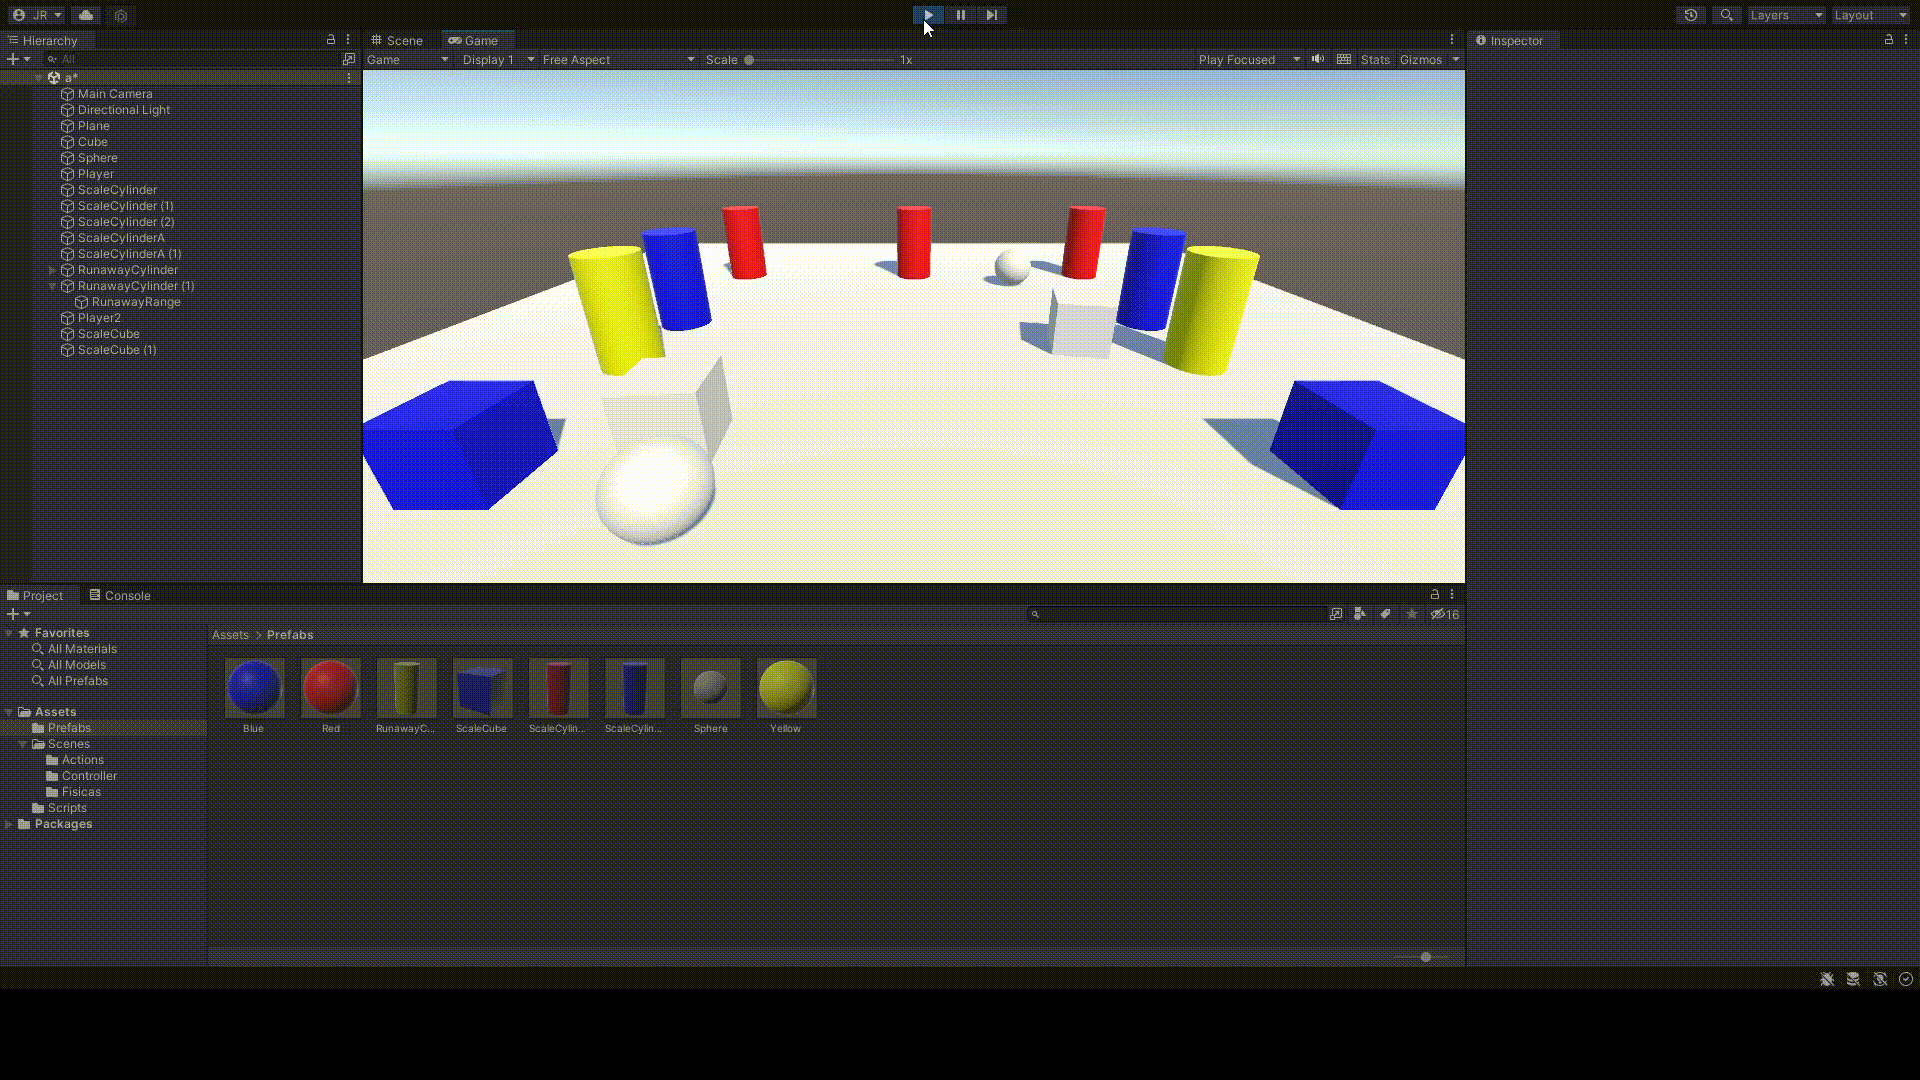 JR
Layers
Layout
Hierarchy
Scene
Game
Inspector
All
Game
Display 1
Free Aspect
Scale
1x
Play Focused
Stats
Gizmos
a*
Main Camera
Directional Light
Plane
Cube
Sphere
Player
ScaleCylinder
ScaleCylinder (1)
ScaleCylinder (2)
ScaleCylinderA
ScaleCylinderA (1)
RunawayCylinder
RunawayCylinder (1)
RunawayRange
Player2
ScaleCube
ScaleCube (1)
Project
Console
16
Favorites
All Materials
All Models
All Prefabs
Assets
Prefabs
Scenes
Actions
Controller
Fisicas
Scripts
Packages
Assets > Prefabs
Blue
Red
RunawayC...
ScaleCube
ScaleCylin...
ScaleCylin...
Sphere
Yellow